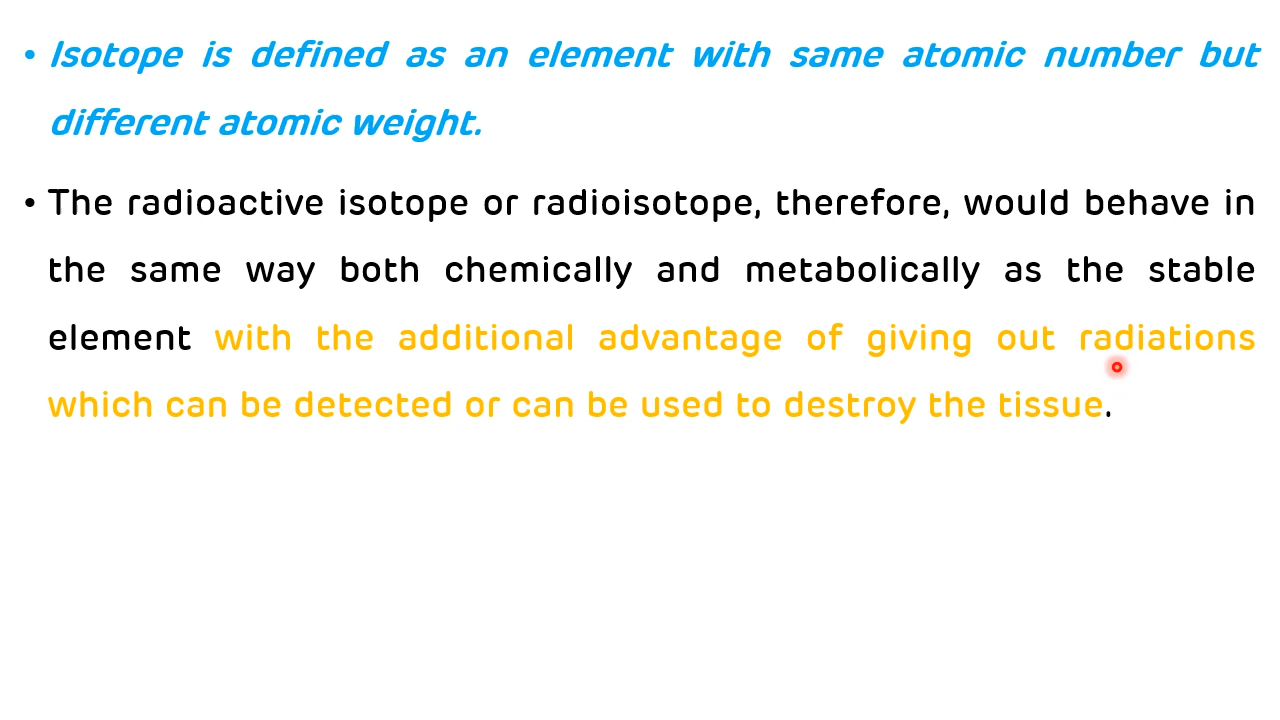 • Isotope is defined as an element with same atomic number but
different atomic weight.
• The radioactive isotope or radioisotope, therefore, would behave in
the same way both chemically and metabolically as the stable
element with the additional advantage of giving out radiations
which can be detected or can be used to destroy the tissue.